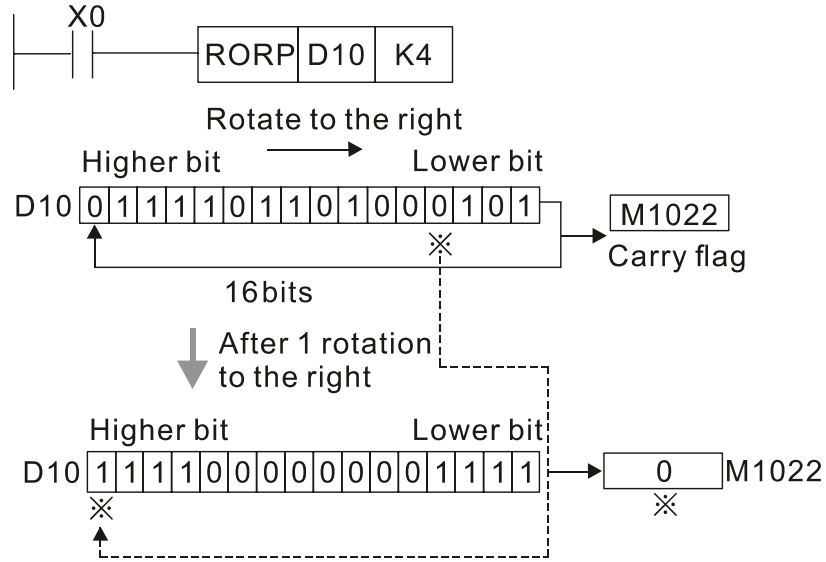 X0
RORP D10 K4
Rotate to the right
Higher bit Lower bit
D10 0 1 1 1 1 0 1 1 0 1 0 0 0 1 0 1 M1022
※ Carry flag
16bits
After 1 rotation
to the right
Higher bit Lower bit
D10 1 1 1 1 0 0 0 0 0 0 0 0 1 1 1 1 0 M1022
※ ※